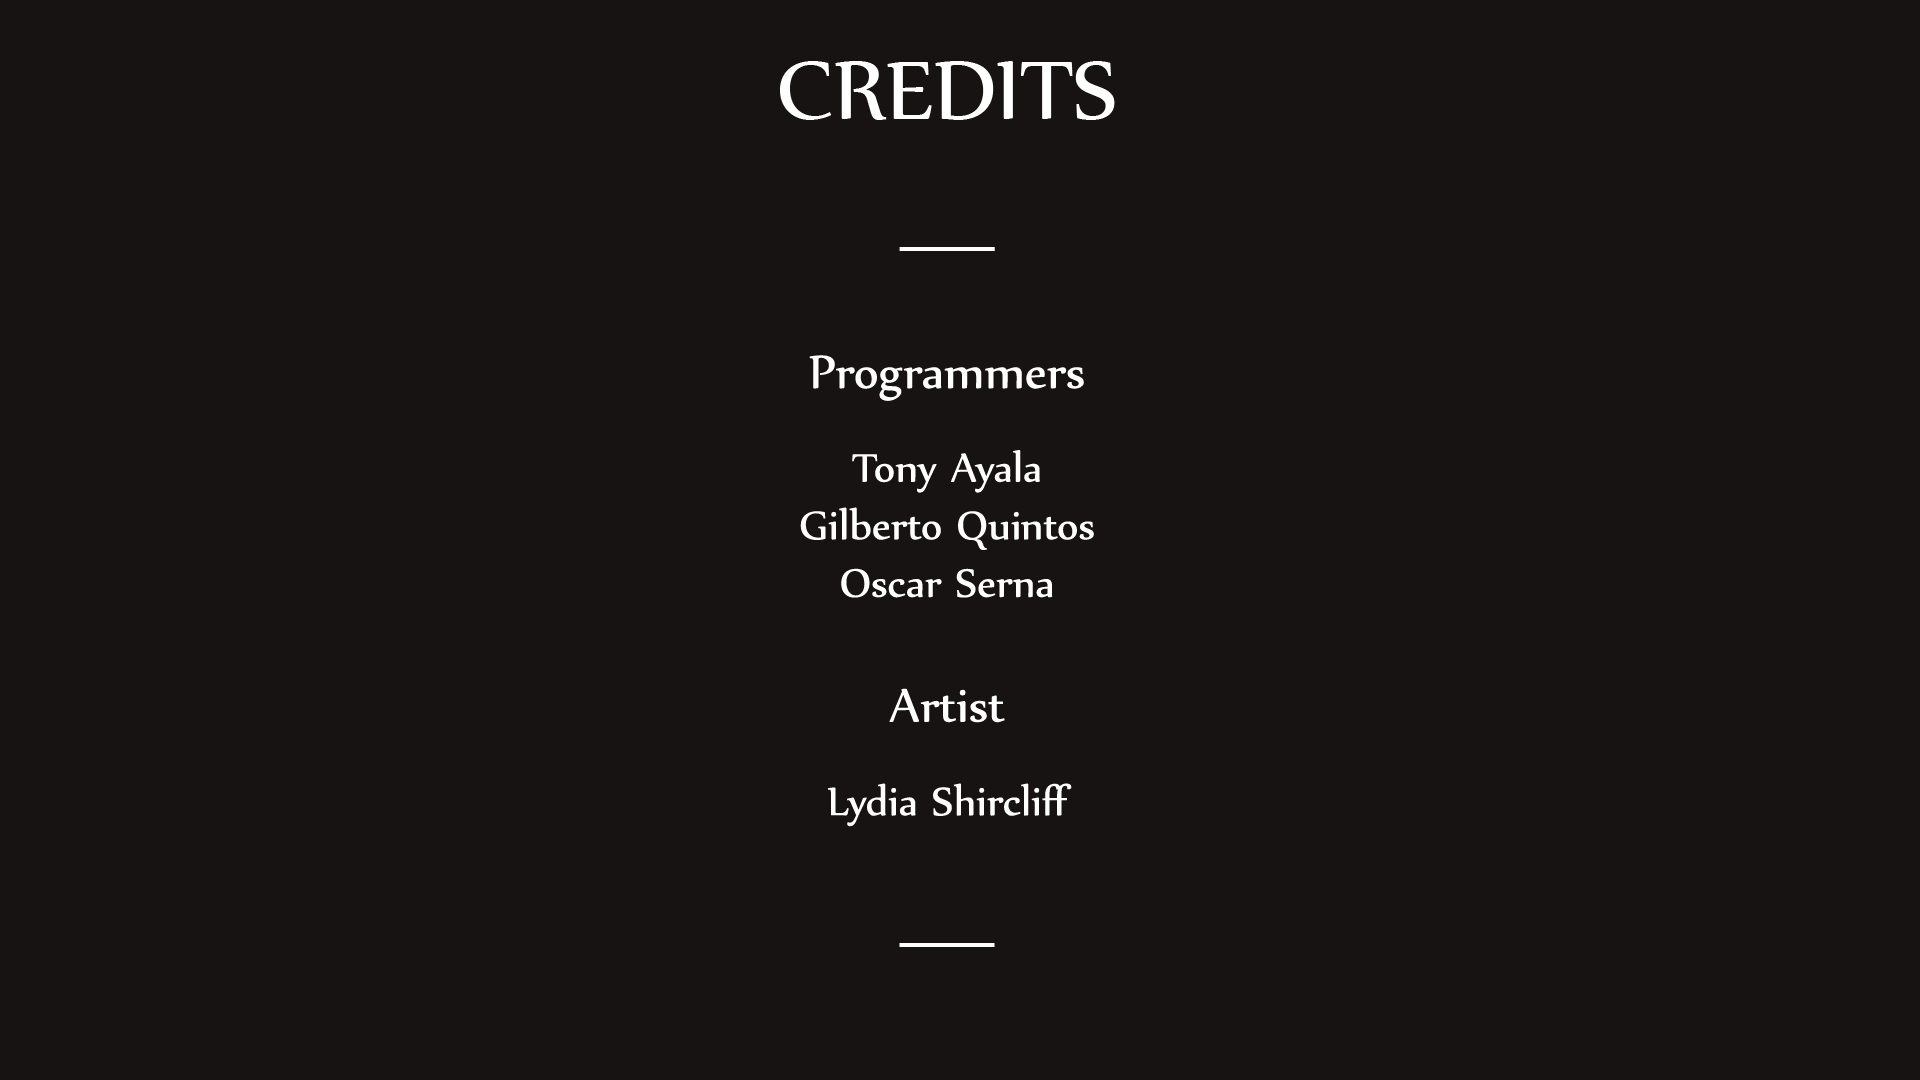 CREDITS
Programmers
Tony Ayala
Gilberto Quintos
Oscar Serna
Artist
Lydia Shircliff